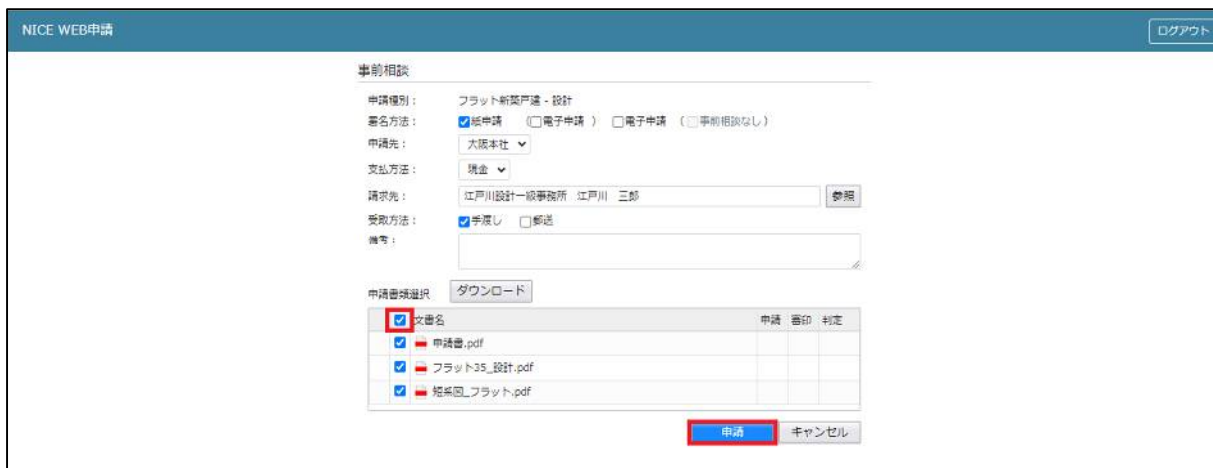 NICE WEB申請
ログアウト
事前相談
申請種別： フラット新築戸建 - 設計
署名方法： 紙申請 （電子申請 ） 電子申請 （事前相談なし）
申請先： 大阪本社
支払方法： 現金
請求先： 江戸川設計一級事務所 江戸川 三郎 参照
受取方法： 手渡し 郵送
備考：
申請書類選択 ダウンロード
文書名 申請 審印 判定
申請書.pdf
フラット35_設計.pdf
矩系図_フラット.pdf
申請 キャンセル